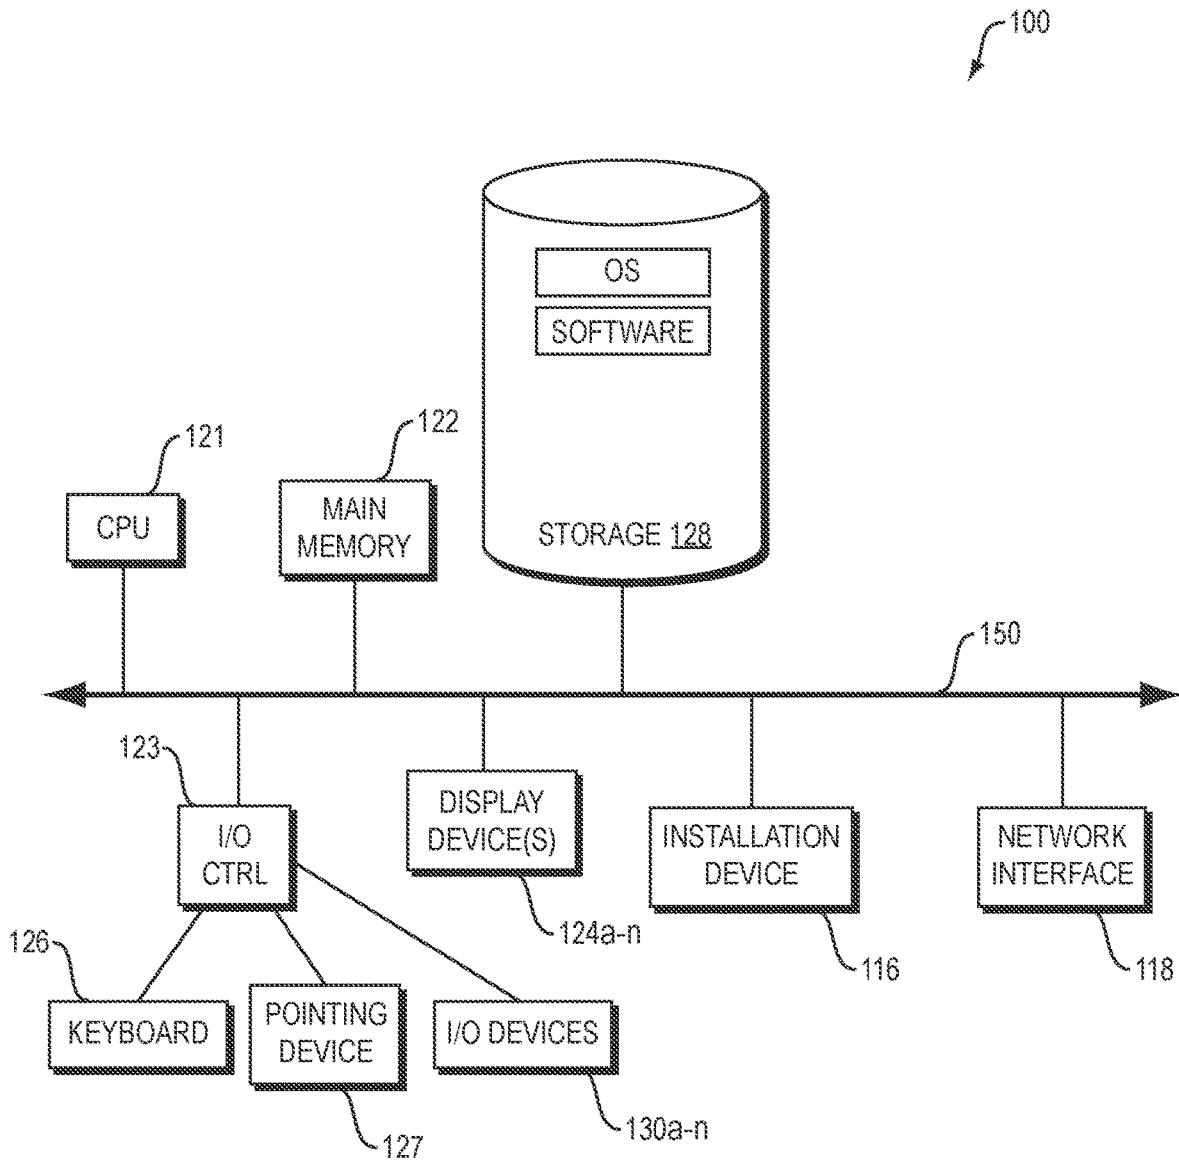 100
OS
SOFTWARE
STORAGE 128
121
CPU
122
MAIN
MEMORY
150
123
I/O
CTRL
DISPLAY
DEVICE(S)
124a-n
INSTALLATION
DEVICE
116
NETWORK
INTERFACE
118
126
KEYBOARD
POINTING
DEVICE
127
I/O DEVICES
130a-n